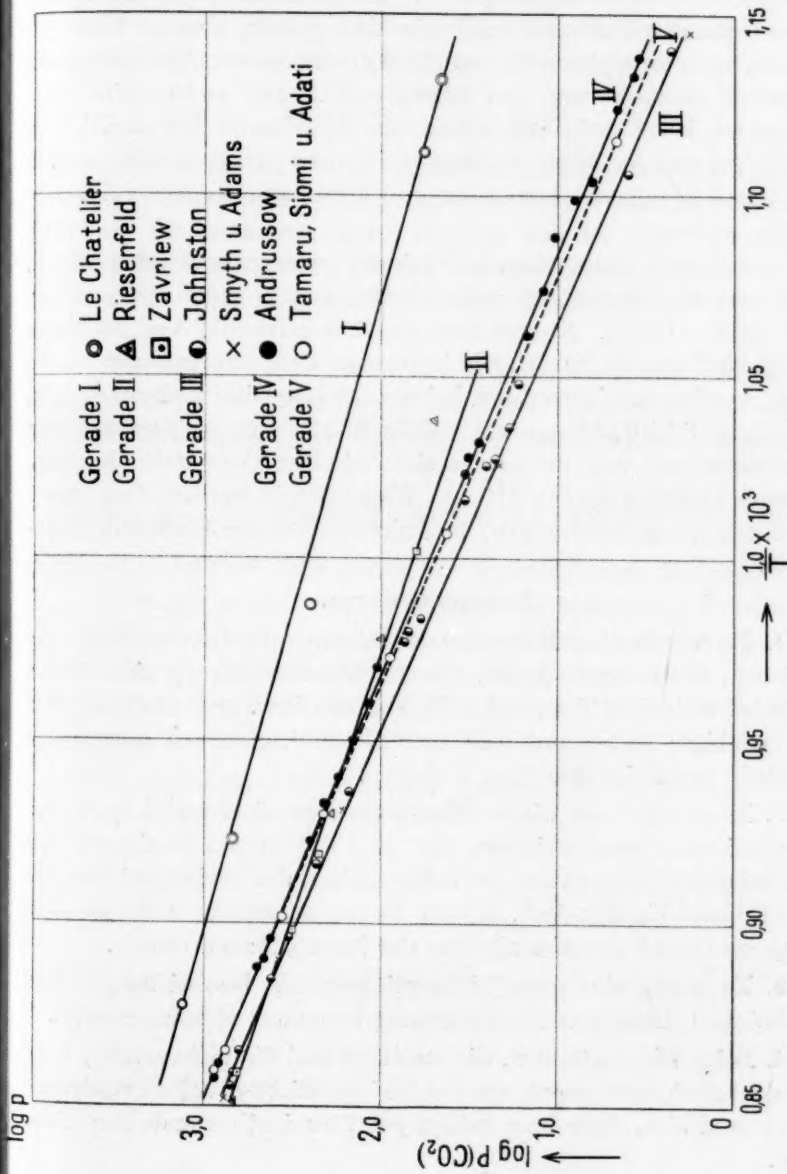 log p
3,0
2,0
1,0
0
log P(CO₂)
0,85
0,90
0,95
1,0
1,05
1,10
1,15
1/T × 10³
Gerade I Le Chatelier
Gerade II Riesenfeld
Zavriew
Gerade III Johnston
Smyth u. Adams
Gerade IV Andrussow
Gerade V Tamaru, Siomi u. Adati
I
II
IV
V
III